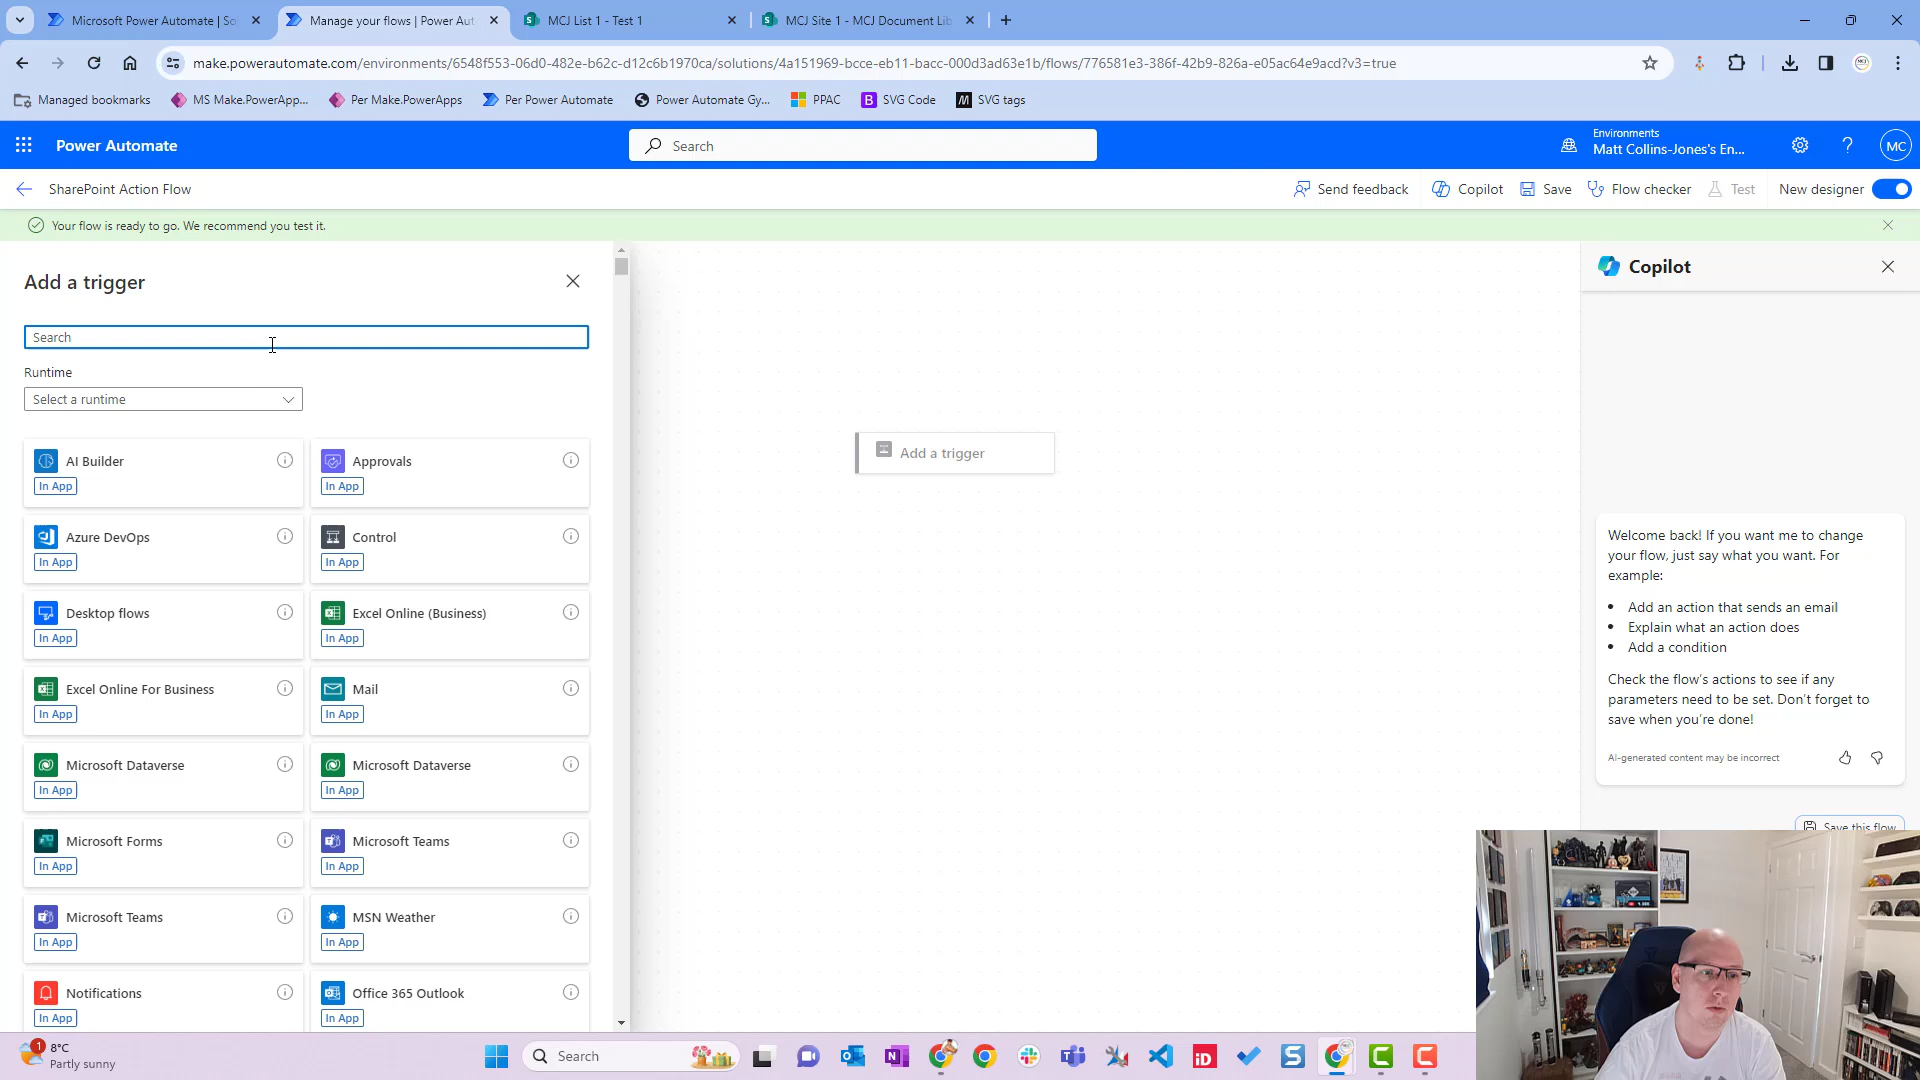 Microsoft Power Automate | So
Manage your flows | Power Aut
MCJ List 1 - Test 1
MCJ Site 1 - MCJ Document Lib
make.powerautomate.com/environments/6548f553-06d0-482e-b62c-d12c6b1970ca/solutions/4a151969-bcce-eb11-bacc-000d3ad63e1b/flows/776581e3-386f-42b9-826a-e05ac64e9acd?v3=true
Managed bookmarks
MS Make.PowerApp...
Per Make.PowerApps
Per Power Automate
Power Automate Gy...
PPAC
SVG Code
SVG tags
Power Automate
Search
Environments
Matt Collins-Jones's En...
MC
SharePoint Action Flow
Send feedback
Copilot
Save
Flow checker
Test
New designer
Your flow is ready to go. We recommend you test it.
Add a trigger
Search
Runtime
Select a runtime
AI Builder
In App
Approvals
In App
Azure DevOps
In App
Control
In App
Desktop flows
In App
Excel Online (Business)
In App
Excel Online For Business
In App
Mail
In App
Microsoft Dataverse
In App
Microsoft Dataverse
In App
Microsoft Forms
In App
Microsoft Teams
In App
Microsoft Teams
In App
MSN Weather
In App
Notifications
In App
Office 365 Outlook
In App
Add a trigger
Copilot
Welcome back! If you want me to change
your flow, just say what you want. For
example:
• Add an action that sends an email
• Explain what an action does
• Add a condition
Check the flow's actions to see if any
parameters need to be set. Don't forget to
save when you're done!
AI-generated content may be incorrect
Save this flow
1
8°C
Partly sunny
Search